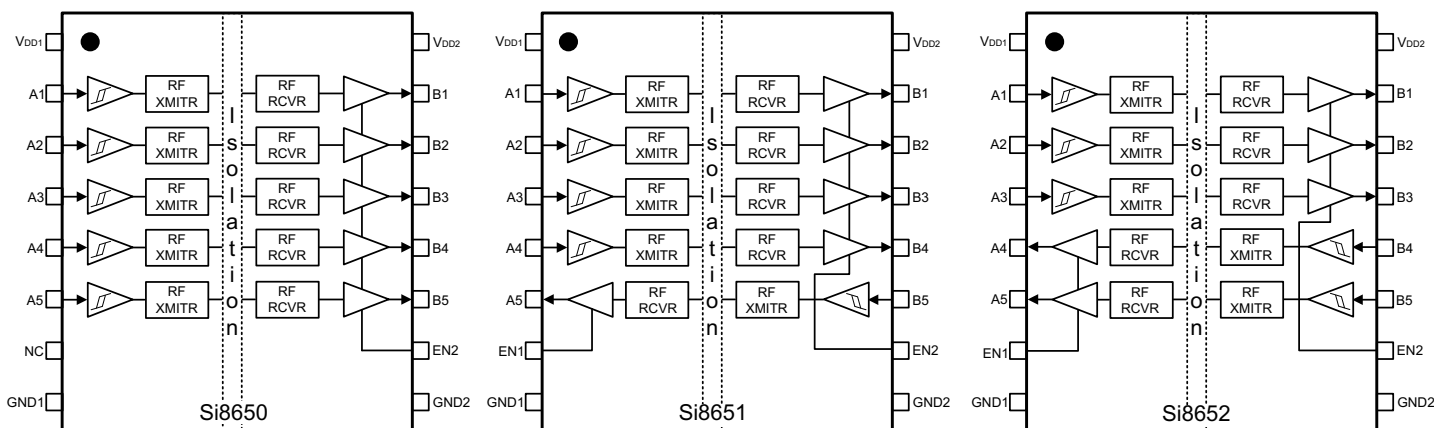 VDD1 VDD2
A1 RF XMITR RF RCVR B1
A2 RF XMITR RF RCVR B2
A3 RF XMITR RF RCVR B3
A4 RF XMITR RF RCVR B4
A5 RF XMITR RF RCVR B5
Isolation
NC EN2
GND1 GND2
Si8650
VDD1 VDD2
A1 RF XMITR RF RCVR B1
A2 RF XMITR RF RCVR B2
A3 RF XMITR RF RCVR B3
A4 RF XMITR RF RCVR B4
A5 RF RCVR RF XMITR B5
Isolation
EN1 EN2
GND1 GND2
Si8651
VDD1 VDD2
A1 RF XMITR RF RCVR B1
A2 RF XMITR RF RCVR B2
A3 RF XMITR RF RCVR B3
A4 RF RCVR RF XMITR B4
A5 RF RCVR RF XMITR B5
Isolation
EN1 EN2
GND1 GND2
Si8652